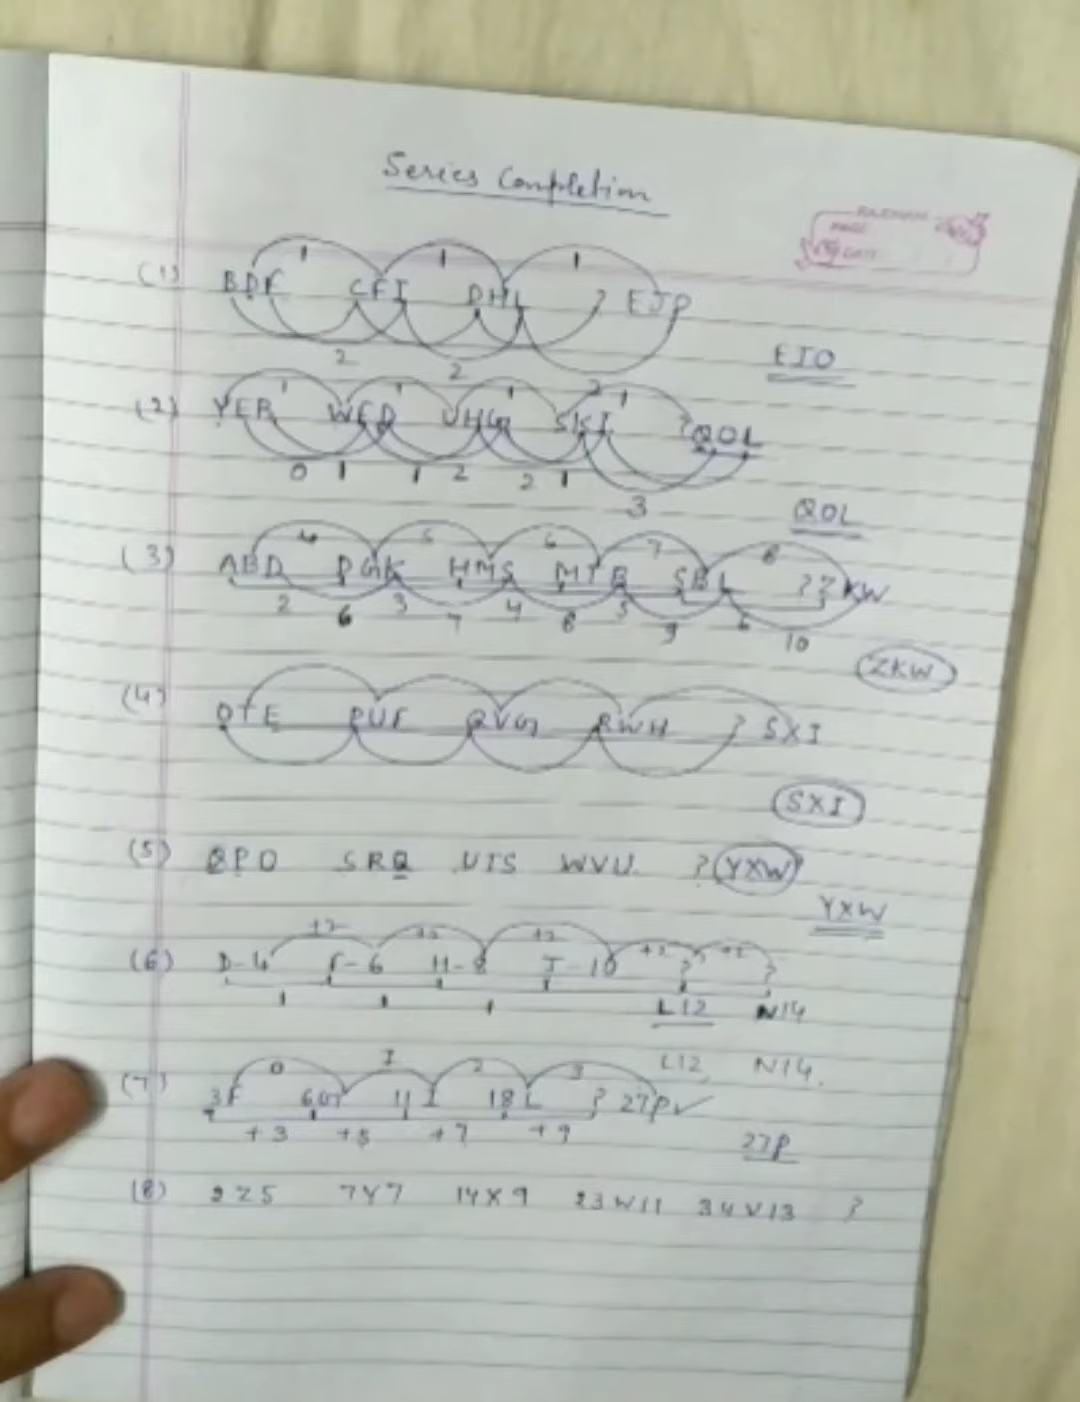 Series Completion
(1) BDF CFI DHL ? EJP
EJO
(2) YEB WFD UHG SKI ? QOL
QOL
(3) ABD DGK HMS MTB SBL ?? ZKW
ZKW
(4) OTE PUF QVG RWH ? SXI
SXI
(5) QPO SRQ UTS WVU ? YXW
YXW
(6) D-4 F-6 H-8 J-10 ? ?
L12 N14
L12, N14.
(7) 3F 6G 11I 18L ? 27P
+3 +5 +7 +9
27P
(8) 2Z5 7Y7 14X9 23W11 34V13 ?